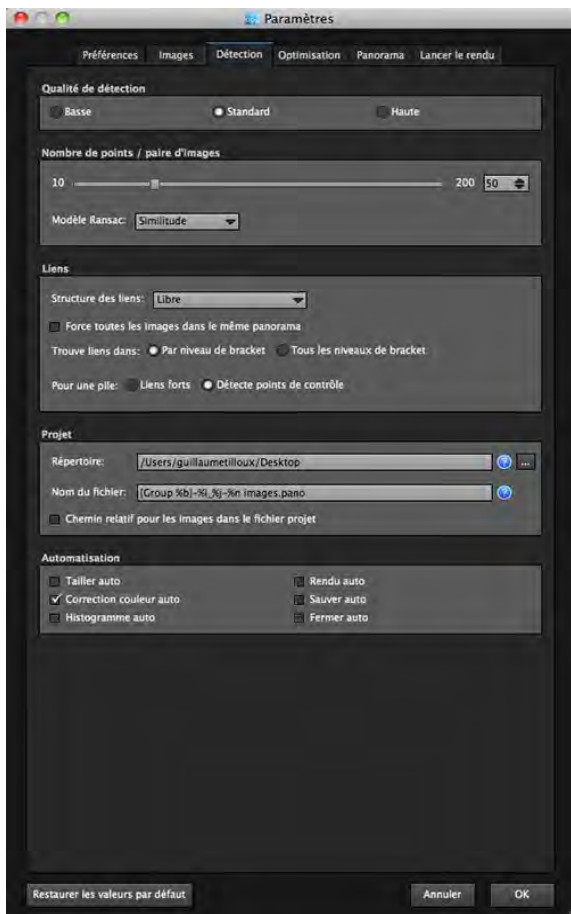 Paramètres
Préférences Images Détection Optimisation Panorama Lancer le rendu
Qualité de détection
Basse Standard Haute
Nombre de points / paire d'images
10 200 50
Modèle Ransac: Similitude
Liens
Structure des liens: Libre
Force toutes les images dans le même panorama
Trouve liens dans: Par niveau de bracket Tous les niveaux de bracket
Pour une pile: Liens forts Détecte points de contrôle
Projet
Répertoire: /Users/guillaumetilloux/Desktop ? ...
Nom du fichier: [Group %b]-%i_%j-%n images.pano ?
Chemin relatif pour les images dans le fichier projet
Automatisation
Tailler auto Rendu auto
Correction couleur auto Sauver auto
Histogramme auto Fermer auto
Restaurer les valeurs par défaut Annuler OK